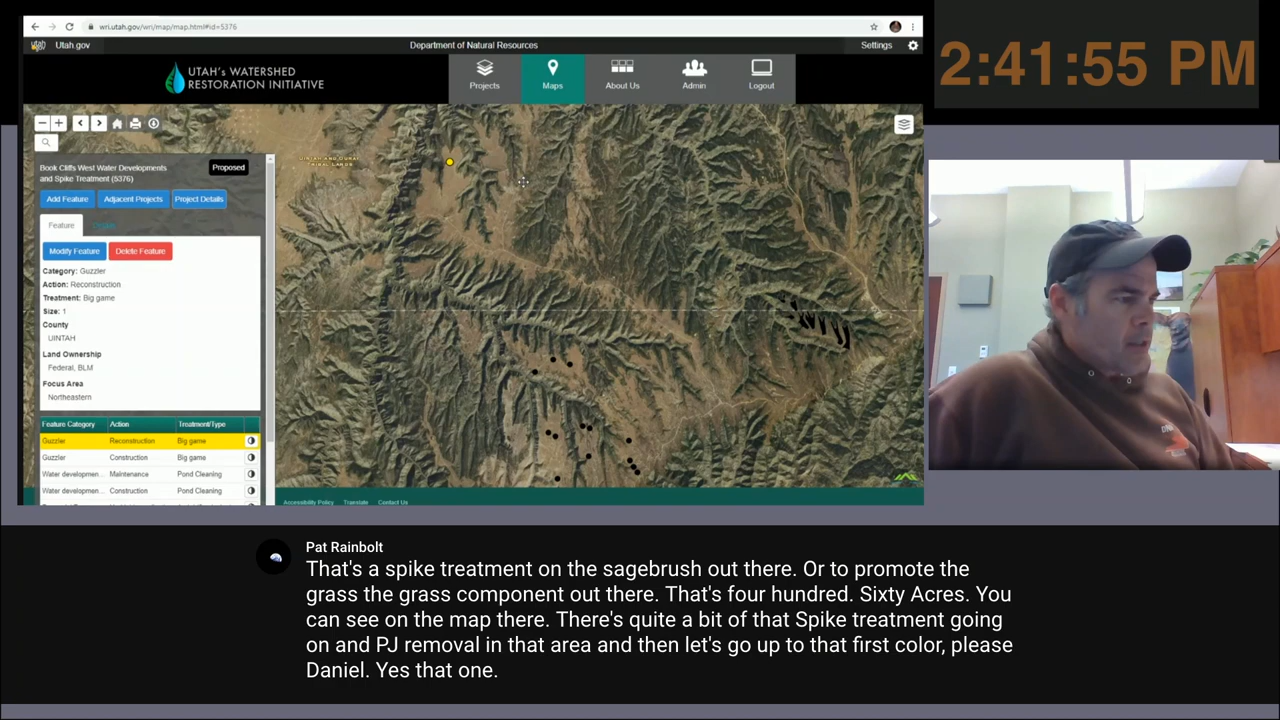 wri.utah.gov/wri/map/map.html#id=5376
2:41:55 PM
Utah.gov
Department of Natural Resources
Settings
UTAH's WATERSHED
RESTORATION INITIATIVE
Projects
Maps
About Us
Admin
Logout
UINTAH AND OURAY
TRIBAL LANDS
Book Cliffs West Water Developments
and Spike Treatment (5376)
Proposed
Add Feature
Adjacent Projects
Project Details
Feature
Modify Feature
Delete Feature
Category: Guzzler
Action: Reconstruction
Treatment: Big game
Size: 1
County
UINTAH
Land Ownership
Federal, BLM
Focus Area
Northeastern
Feature Category Action Treatment/Type
Guzzler Reconstruction Big game
Guzzler Construction Big game
Water developmen... Maintenance Pond Cleaning
Water developmen... Construction Pond Cleaning
Accessibility Policy Translate Contact Us
Pat Rainbolt
That's a spike treatment on the sagebrush out there. Or to promote the
grass the grass component out there. That's four hundred. Sixty Acres. You
can see on the map there. There's quite a bit of that Spike treatment going
on and PJ removal in that area and then let's go up to that first color, please
Daniel. Yes that one.